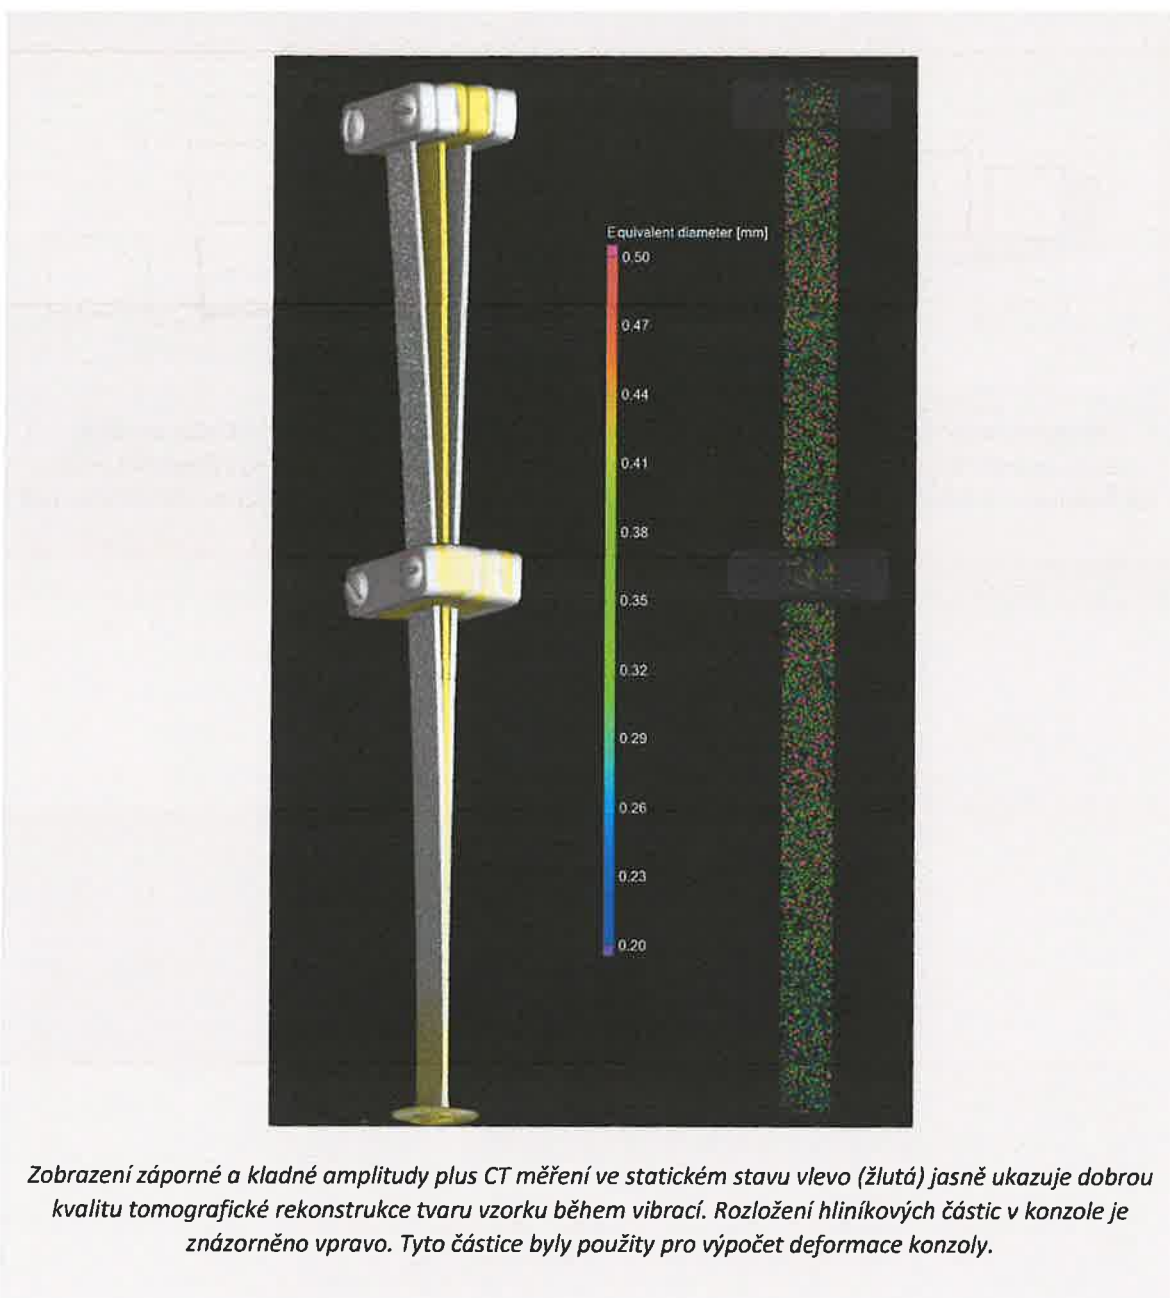 Equivalent diameter [mm]
0.50
0.47
0.44
0.41
0.38
0.35
0.32
0.29
0.26
0.23
0.20
Zobrazení záporné a kladné amplitudy plus CT měření ve statickém stavu vlevo (žlutá) jasně ukazuje dobrou
kvalitu tomografické rekonstrukce tvaru vzorku během vibrací. Rozložení hliníkových částic v konzole je
znázorněno vpravo. Tyto částice byly použity pro výpočet deformace konzoly.